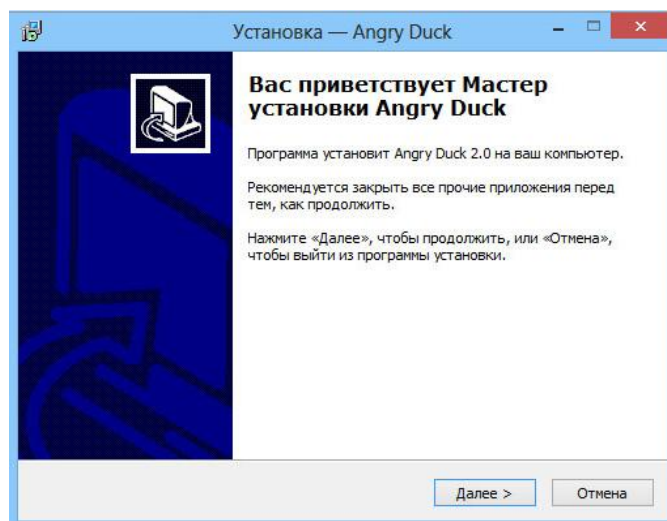 Установка — Angry Duck
Вас приветствует Мастер
установки Angry Duck
Программа установит Angry Duck 2.0 на ваш компьютер.
Рекомендуется закрыть все прочие приложения перед
тем, как продолжить.
Нажмите «Далее», чтобы продолжить, или «Отмена»,
чтобы выйти из программы установки.
Далее >
Отмена